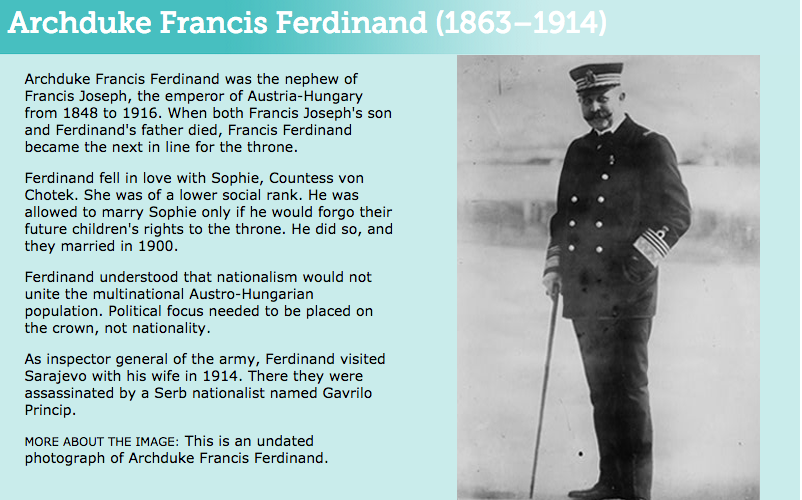 Archduke Francis Ferdinand (1863–1914)
Archduke Francis Ferdinand was the nephew of
Francis Joseph, the emperor of Austria-Hungary
from 1848 to 1916. When both Francis Joseph's son
and Ferdinand's father died, Francis Ferdinand
became the next in line for the throne.
Ferdinand fell in love with Sophie, Countess von
Chotek. She was of a lower social rank. He was
allowed to marry Sophie only if he would forgo their
future children's rights to the throne. He did so, and
they married in 1900.
Ferdinand understood that nationalism would not
unite the multinational Austro-Hungarian
population. Political focus needed to be placed on
the crown, not nationality.
As inspector general of the army, Ferdinand visited
Sarajevo with his wife in 1914. There they were
assassinated by a Serb nationalist named Gavrilo
Princip.
MORE ABOUT THE IMAGE: This is an undated
photograph of Archduke Francis Ferdinand.